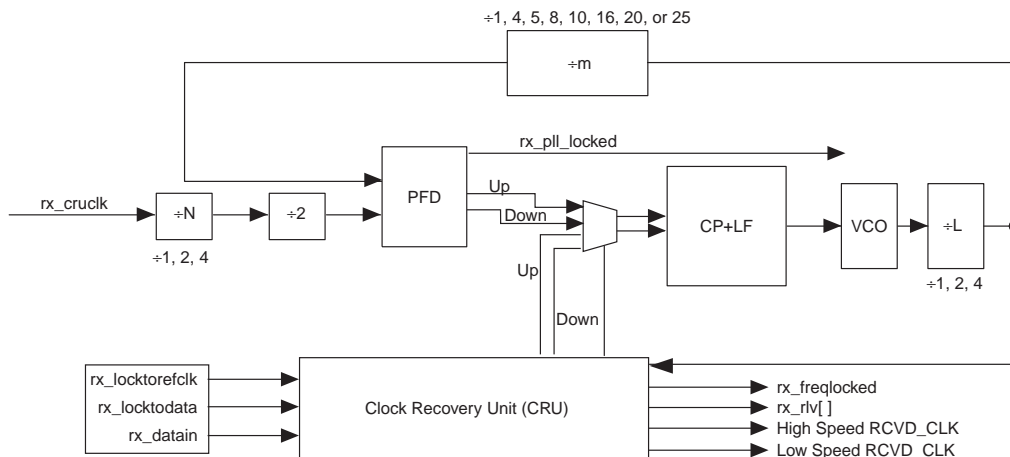 ÷1, 4, 5, 8, 10, 16, 20, or 25
÷m
rx_pll_locked
rx_cruclk
÷N
÷1, 2, 4
÷2
PFD
Up
Down
Up
Down
CP+LF
VCO
÷L
÷1, 2, 4
rx_locktorefclk
rx_locktodata
rx_datain
Clock Recovery Unit (CRU)
rx_freqlocked
rx_rlv[ ]
High Speed RCVD_CLK
Low Speed RCVD_CLK